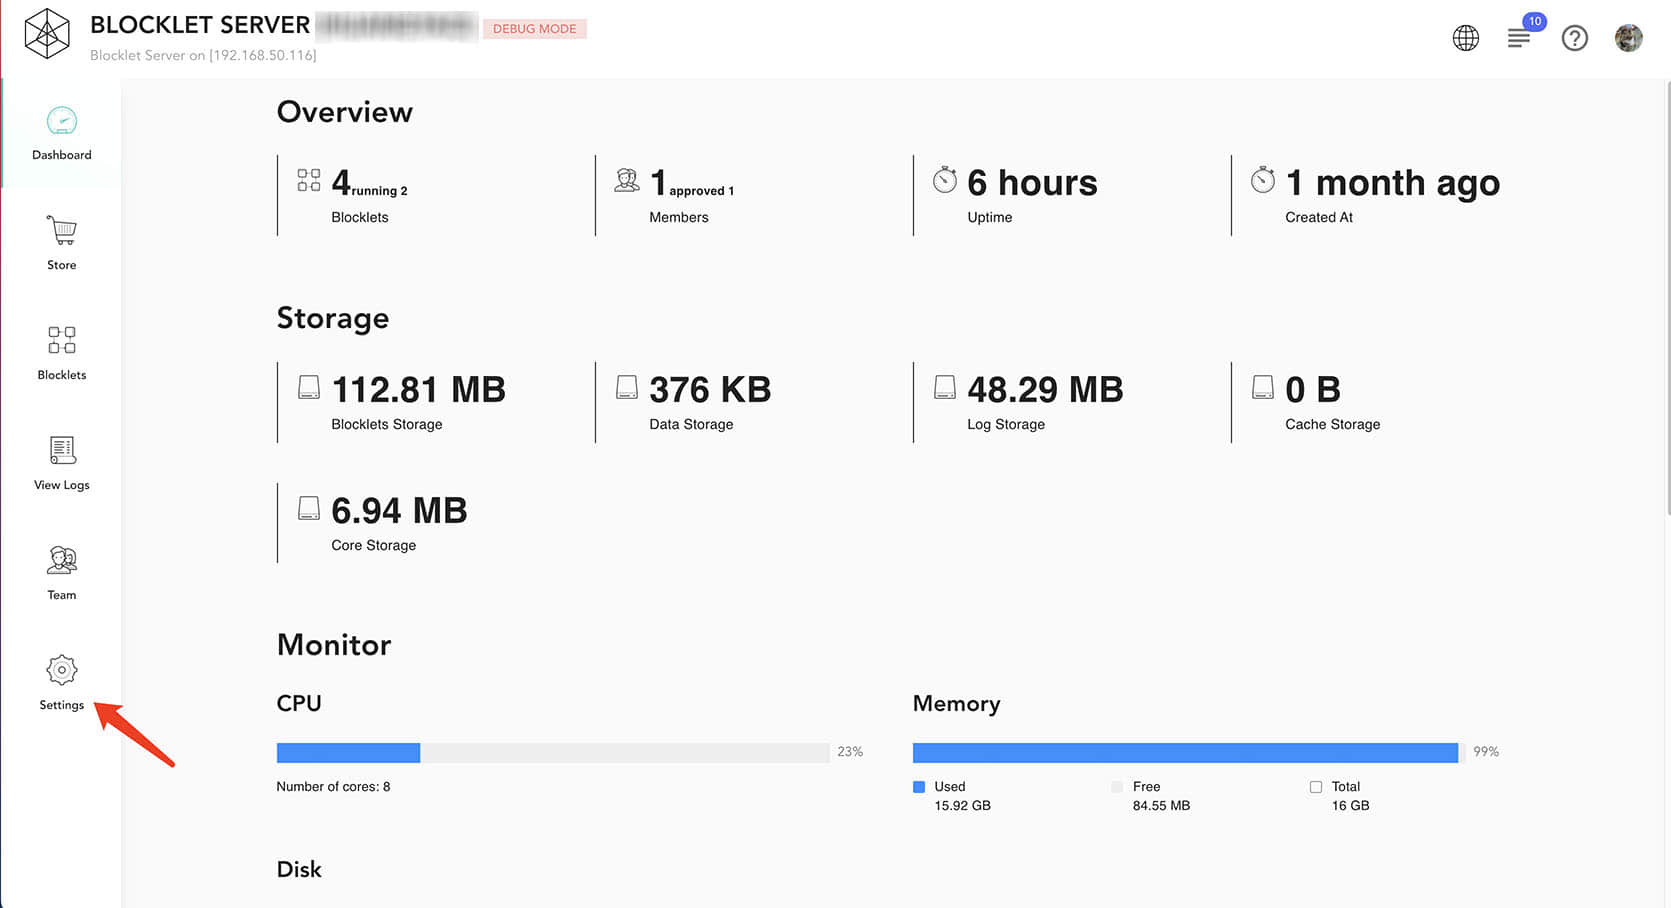 BLOCKLET SERVER
DEBUG MODE
Blocklet Server on [192.168.50.116]
10
Dashboard
Store
Blocklets
View Logs
Team
Settings
Overview
4 running 2
Blocklets
1 approved 1
Members
6 hours
Uptime
1 month ago
Created At
Storage
112.81 MB
Blocklets Storage
376 KB
Data Storage
48.29 MB
Log Storage
0 B
Cache Storage
6.94 MB
Core Storage
Monitor
CPU
23%
Number of cores: 8
Memory
99%
Used
15.92 GB
Free
84.55 MB
Total
16 GB
Disk